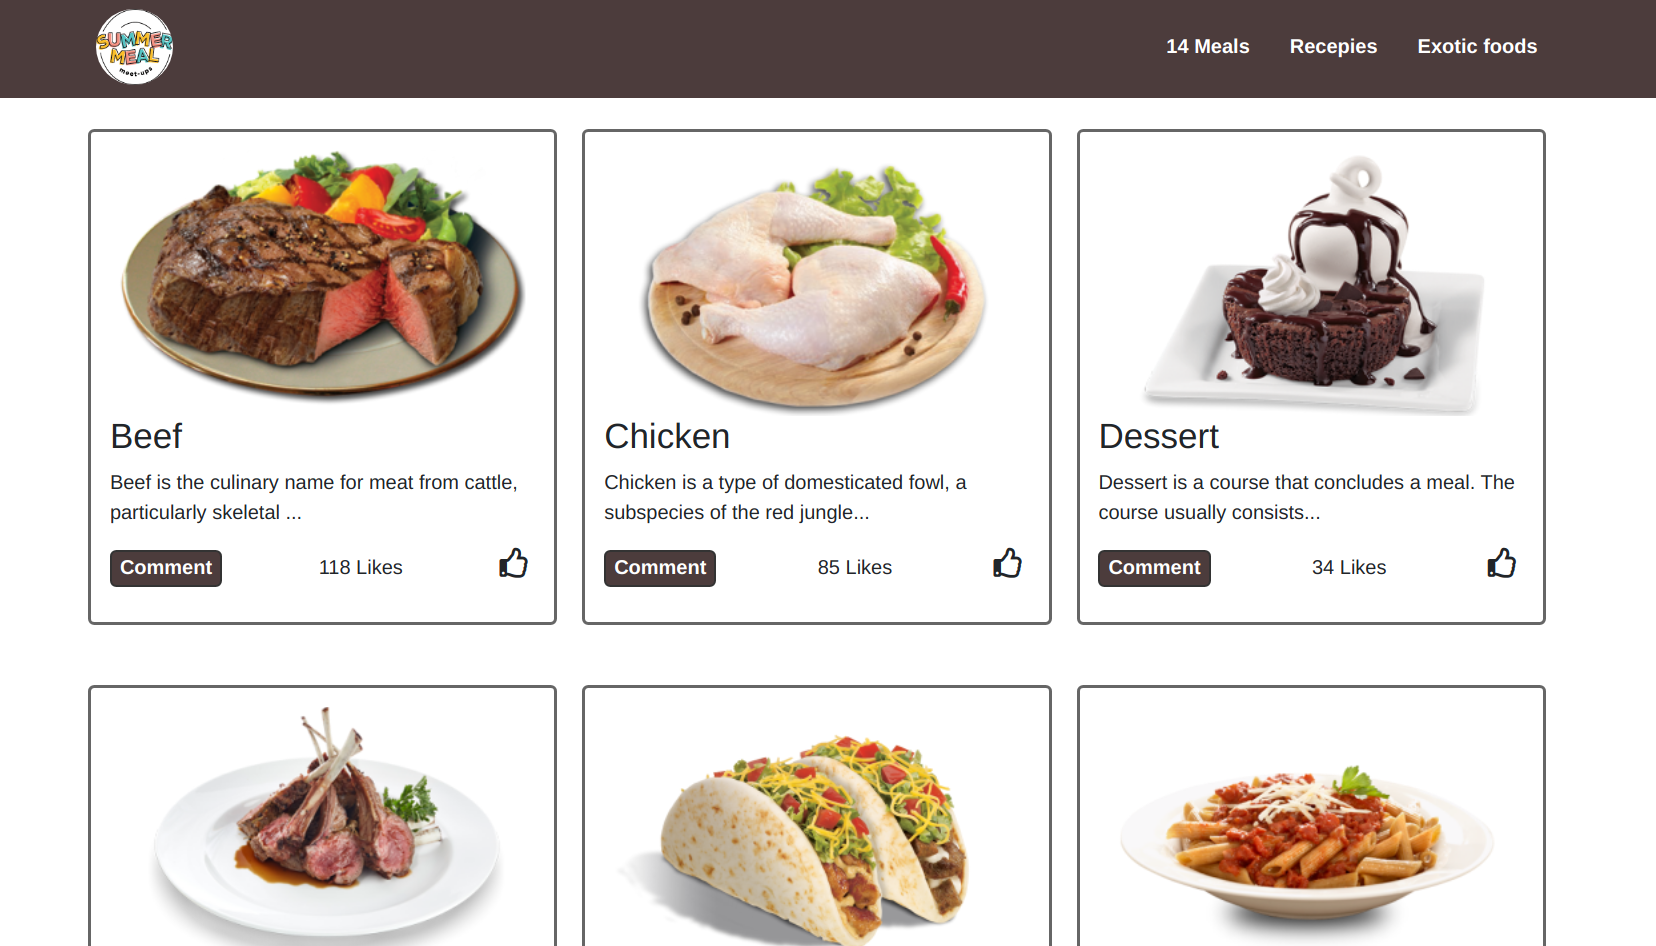 SUMMER
MEAL
meet-ups
14 Meals
Recepies
Exotic foods
Beef
Beef is the culinary name for meat from cattle,
particularly skeletal ...
Comment
118 Likes
Chicken
Chicken is a type of domesticated fowl, a
subspecies of the red jungle...
Comment
85 Likes
Dessert
Dessert is a course that concludes a meal. The
course usually consists...
Comment
34 Likes